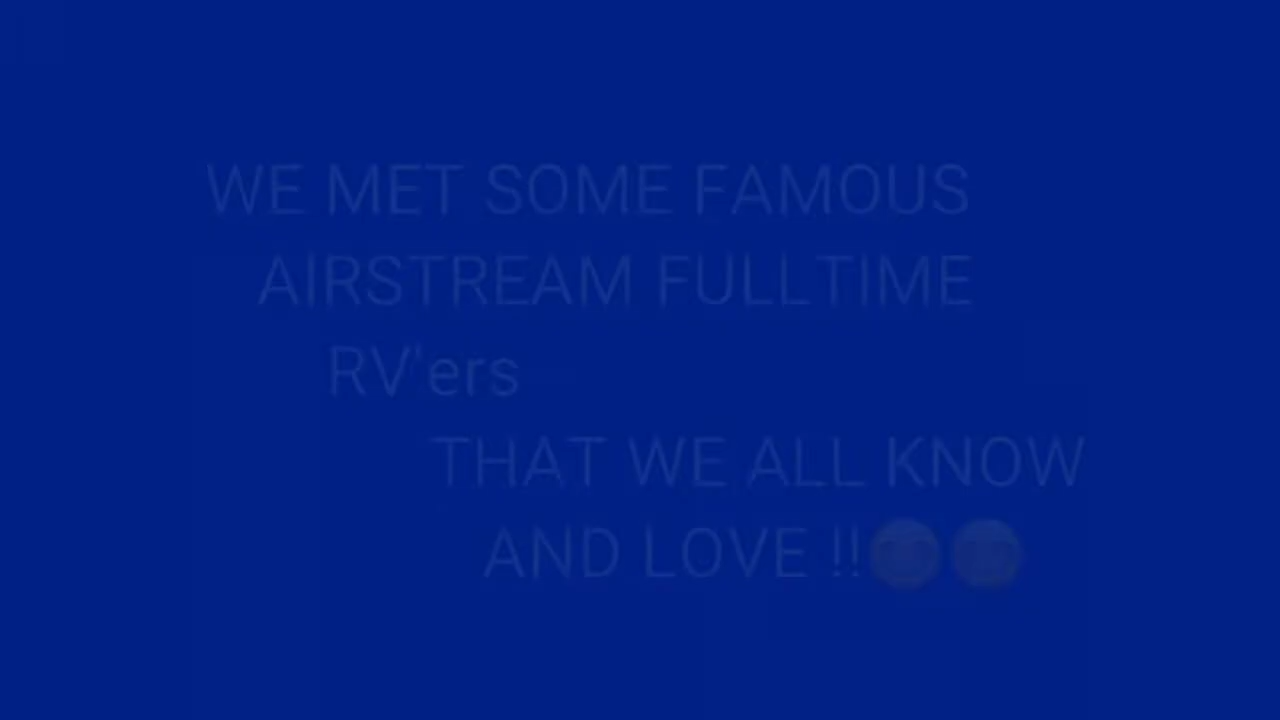 WE MET SOME FAMOUS
AIRSTREAM FULLTIME
RV'ers
THAT WE ALL KNOW
AND LOVE !!